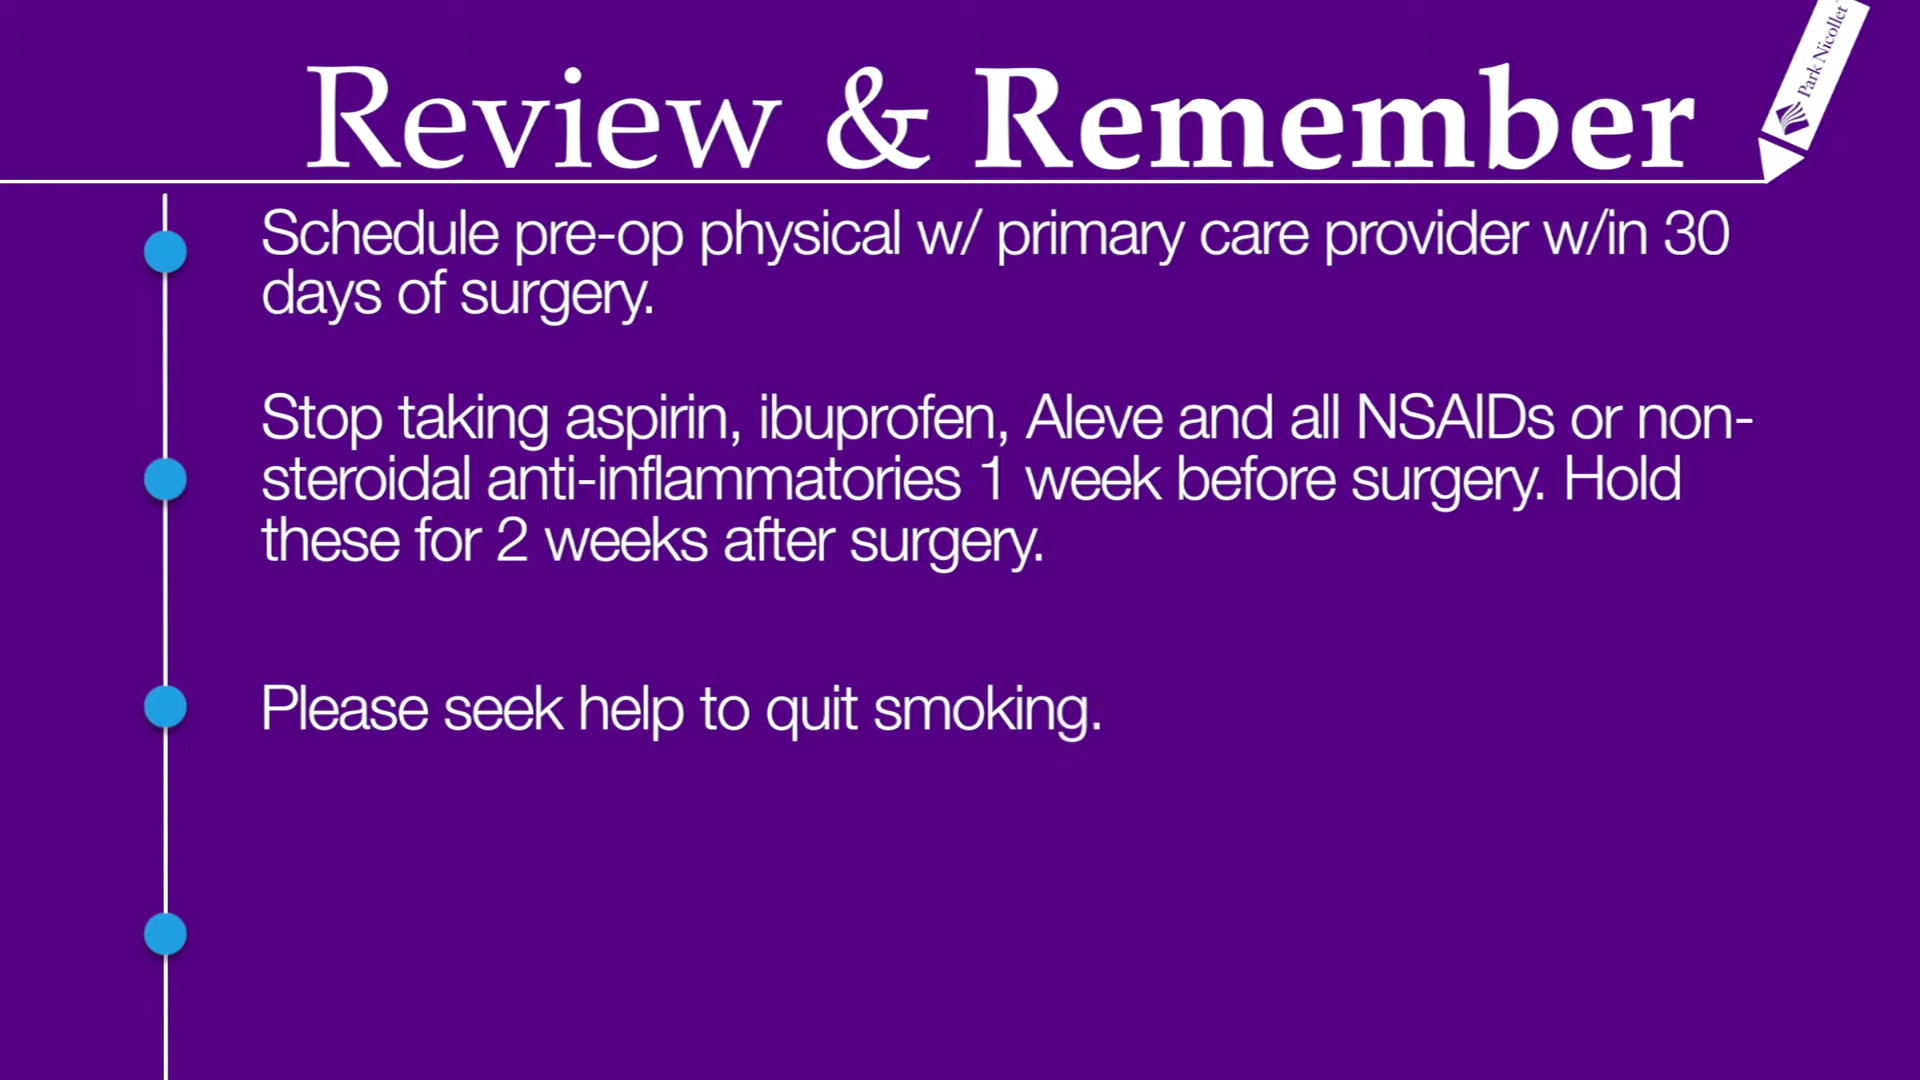 Review & Remember
Park Nicollet
Schedule pre-op physical w/ primary care provider w/in 30
days of surgery.
Stop taking aspirin, ibuprofen, Aleve and all NSAIDs or non-
steroidal anti-inflammatories 1 week before surgery. Hold
these for 2 weeks after surgery.
Please seek help to quit smoking.